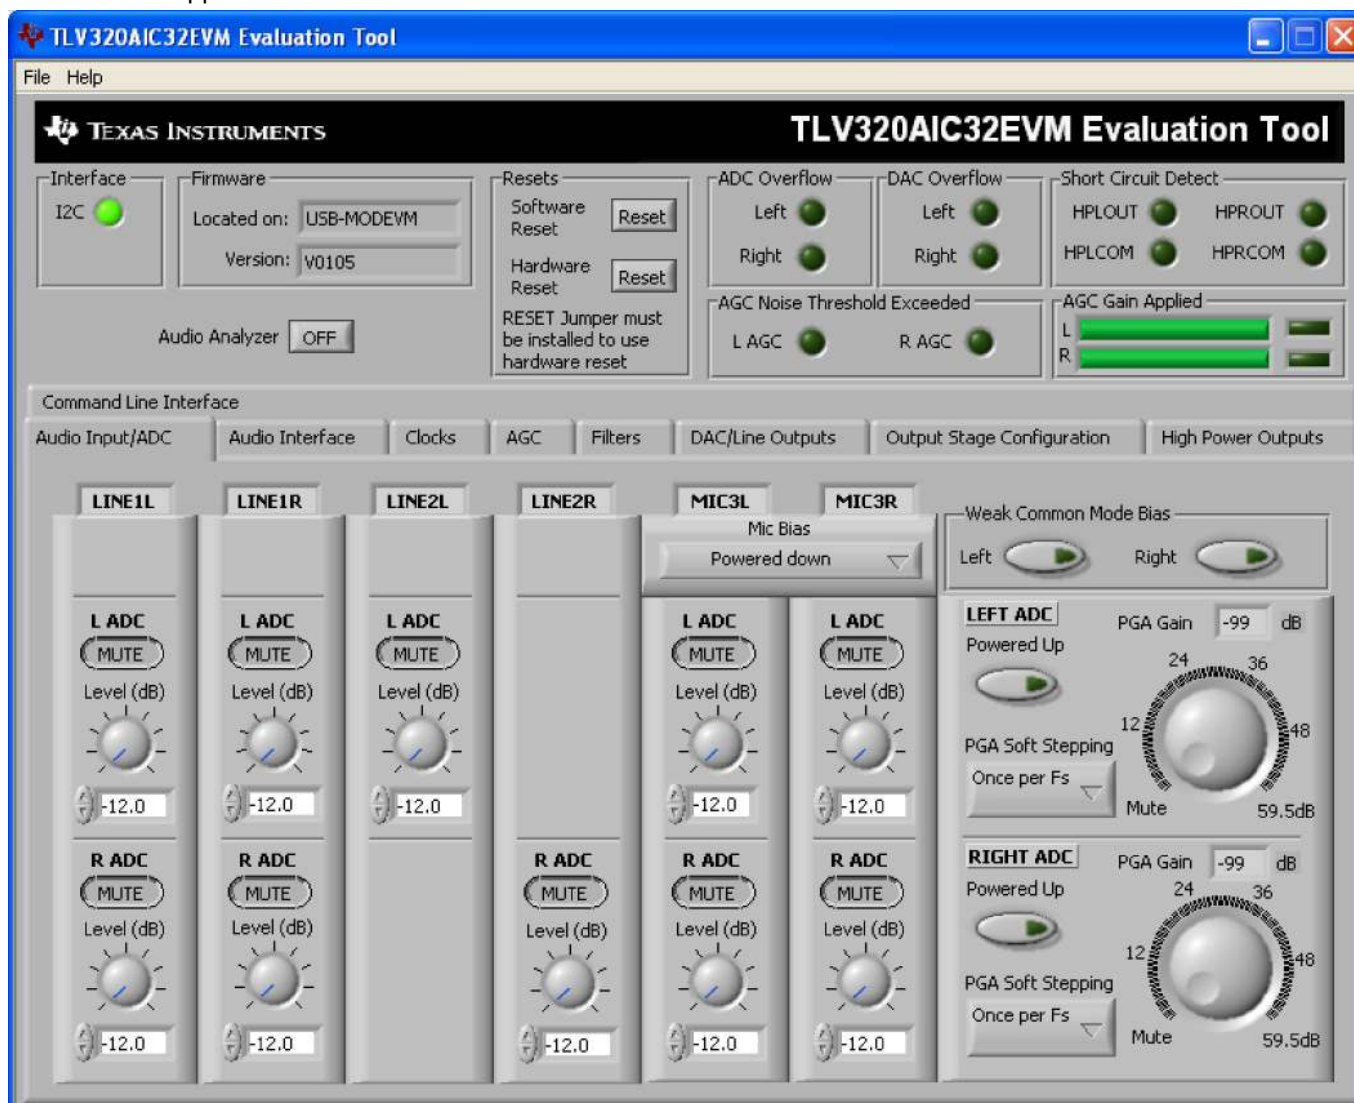 TLV320AIC32EVM Evaluation Tool
File Help
TEXAS INSTRUMENTS
TLV320AIC32EVM Evaluation Tool
Interface
I2C
Firmware
Located on: USB-MODEVM
Version: V0105
Audio Analyzer OFF
Resets
Software Reset Reset
Hardware Reset Reset
RESET Jumper must
be installed to use
hardware reset
ADC Overflow
Left
Right
DAC Overflow
Left
Right
Short Circuit Detect
HPLOUT HPROUT
HPLCOM HPRCOM
AGC Noise Threshold Exceeded
L AGC R AGC
AGC Gain Applied
L
R
Command Line Interface
Audio Input/ADC Audio Interface Clocks AGC Filters DAC/Line Outputs Output Stage Configuration High Power Outputs
LINE1L LINE1R LINE2L LINE2R MIC3L MIC3R
Mic Bias
Powered down
Weak Common Mode Bias
Left Right
L ADC L ADC L ADC L ADC L ADC
MUTE MUTE MUTE MUTE MUTE
Level (dB) Level (dB) Level (dB) Level (dB) Level (dB)
-12.0 -12.0 -12.0 -12.0 -12.0
R ADC R ADC R ADC R ADC R ADC
MUTE MUTE MUTE MUTE MUTE
Level (dB) Level (dB) Level (dB) Level (dB) Level (dB)
-12.0 -12.0 -12.0 -12.0 -12.0
LEFT ADC PGA Gain -99 dB
Powered Up
24 36
12 48
PGA Soft Stepping
Once per Fs
Mute 59.5dB
RIGHT ADC PGA Gain -99 dB
Powered Up
24 36
12 48
PGA Soft Stepping
Once per Fs
Mute 59.5dB